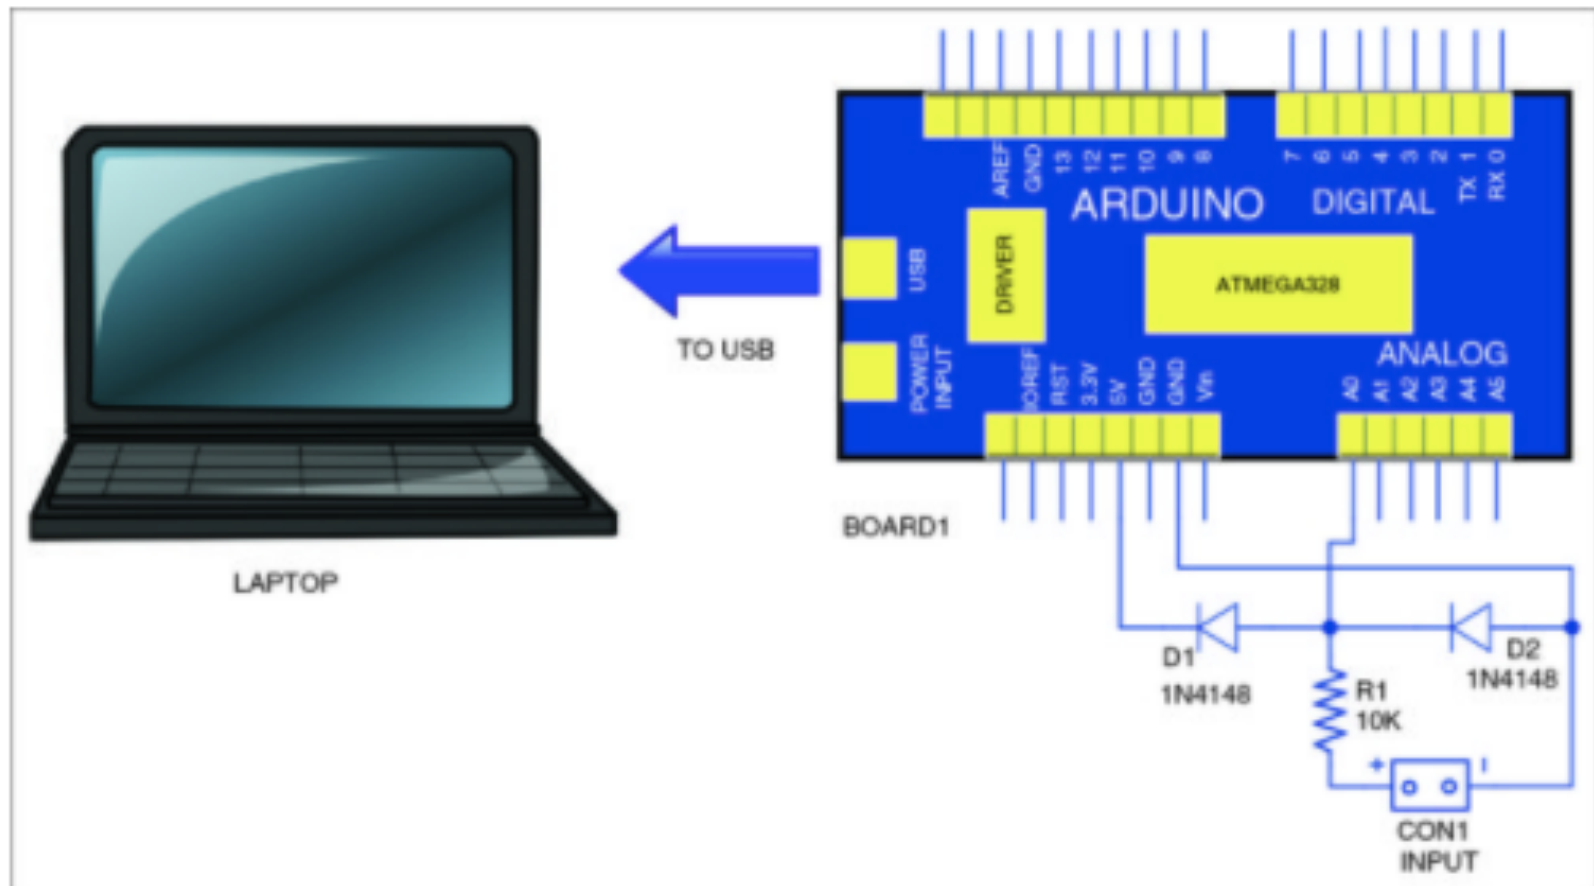 AREF
GND
13
12
11
10
9
8
7
6
5
4
3
2
TX 1
RX 0
ARDUINO
DIGITAL
USB
DRIVER
ATMEGA328
TO USB
POWER
INPUT
ANALOG
IOREF
RST
3.3V
5V
GND
GND
Vin
A0
A1
A2
A3
A4
A5
BOARD1
LAPTOP
D1
1N4148
D2
1N4148
R1
10K
+
-
CON1
INPUT